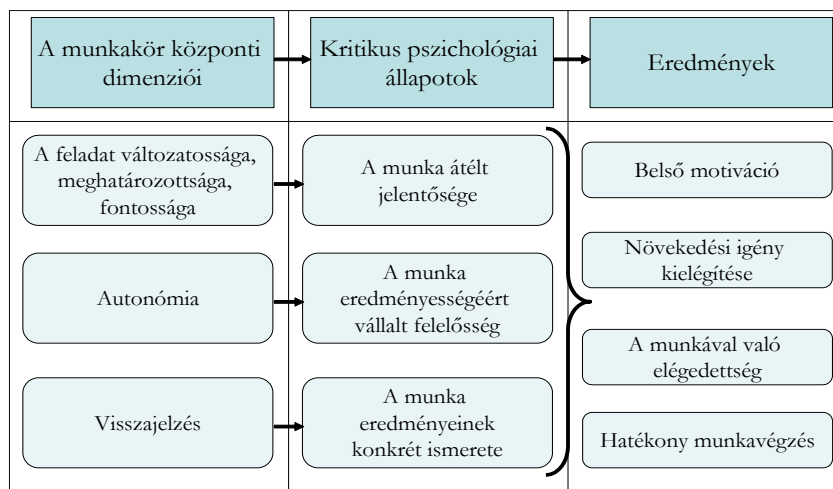 A munkakör központi
dimenziói
Kritikus pszichológiai
állapotok
Eredmények
A feladat változatossága,
meghatározottsága,
fontossága
A munka átélt
jelentősége
Belső motiváció
Növekedési igény
kielégítése
Autonómia
A munka
eredményességéért
vállalt felelősség
A munkával való
elégedettség
Visszajelzés
A munka
eredményeinek
konkrét ismerete
Hatékony munkavégzés